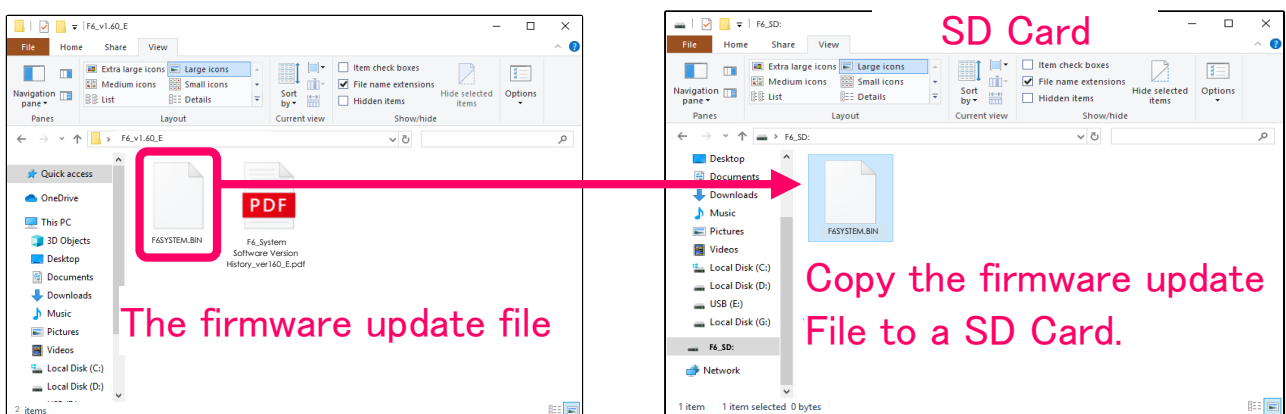 F6_v1.60_E
File Home Share View
Navigation pane
Extra large icons Large icons
Medium icons Small icons
List Details
Sort by
Item check boxes
File name extensions
Hidden items
Hide selected items
Options
Panes Layout Current view Show/hide
F6_v1.60_E
Quick access
OneDrive
This PC
3D Objects
Desktop
Documents
Downloads
Music
Pictures
Videos
Local Disk (C:)
Local Disk (D:)
F6SYSTEM.BIN
PDF
F6_System
Software Version
History_ver160_E.pdf
The firmware update file
2 items
F6_SD:
SD Card
File Home Share View
Navigation pane
Extra large icons Large icons
Medium icons Small icons
List Details
Sort by
Item check boxes
File name extensions
Hidden items
Hide selected items
Options
Panes Layout Current view Show/hide
F6_SD:
Desktop
Documents
Downloads
Music
Pictures
Videos
Local Disk (C:)
Local Disk (D:)
USB (E:)
Local Disk (G:)
F6_SD:
Network
F6SYSTEM.BIN
Copy the firmware update
File to a SD Card.
1 item 1 item selected 0 bytes